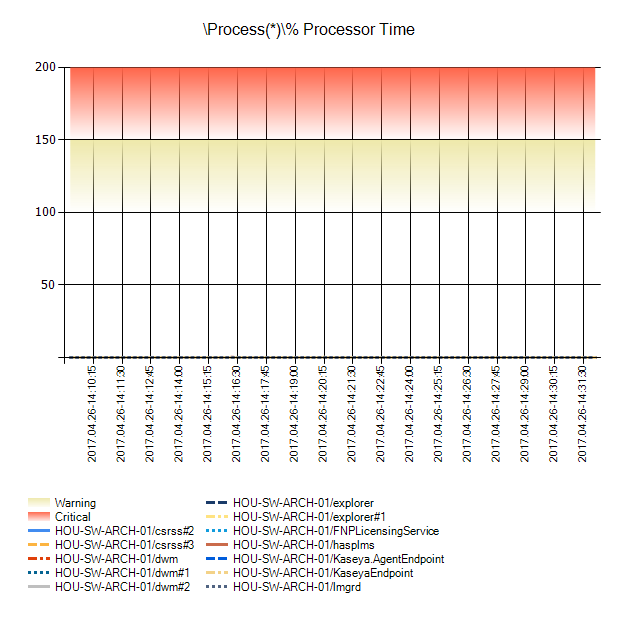 \Process(*)\% Processor Time
200
150
100
50
2017.04.26-14:10:15
2017.04.26-14:11:30
2017.04.26-14:12:45
2017.04.26-14:14:00
2017.04.26-14:15:15
2017.04.26-14:16:30
2017.04.26-14:17:45
2017.04.26-14:19:00
2017.04.26-14:20:15
2017.04.26-14:21:30
2017.04.26-14:22:45
2017.04.26-14:24:00
2017.04.26-14:25:15
2017.04.26-14:26:30
2017.04.26-14:27:45
2017.04.26-14:29:00
2017.04.26-14:30:15
2017.04.26-14:31:30
Warning
Critical
HOU-SW-ARCH-01/csrss#2
HOU-SW-ARCH-01/csrss#3
HOU-SW-ARCH-01/dwm
HOU-SW-ARCH-01/dwm#1
HOU-SW-ARCH-01/dwm#2
HOU-SW-ARCH-01/explorer
HOU-SW-ARCH-01/explorer#1
HOU-SW-ARCH-01/FNPLicensingService
HOU-SW-ARCH-01/hasplms
HOU-SW-ARCH-01/Kaseya.AgentEndpoint
HOU-SW-ARCH-01/KaseyaEndpoint
HOU-SW-ARCH-01/lmgrd